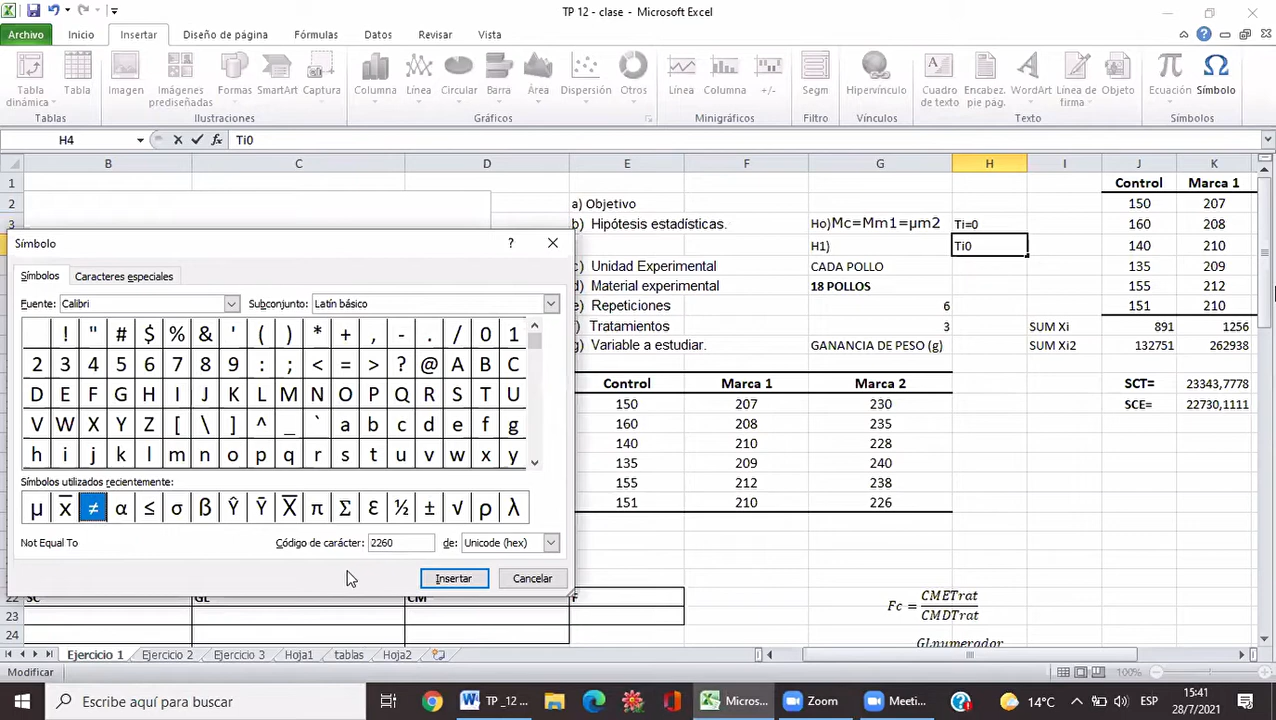 TP 12 - clase - Microsoft Excel
Archivo Inicio Insertar Diseño de página Fórmulas Datos Revisar Vista
Tabla dinámica Tabla Imagen Imágenes prediseñadas Formas SmartArt Captura Columna Línea Circular Barra Área Dispersión Otros Línea Columna +/- Segm Hipervínculo Cuadro de texto Encabez. pie pág. WordArt Línea de firma Objeto Ecuación Símbolo
Tablas Ilustraciones Gráficos Minigráficos Filtro Vínculos Texto Símbolos
H4 fx Ti0
B C D E F G H I J K
1 Control Marca 1
2 a) Objetivo 150 207
3 b) Hipótesis estadísticas. Ho)Mc=Mm1=μm2 Ti=0 160 208
H1) Ti0 140 210
c) Unidad Experimental CADA POLLO 135 209
d) Material experimental 18 POLLOS 155 212
e) Repeticiones 6 151 210
) Tratamientos 3 SUM Xi 891 1256
g) Variable a estudiar. GANANCIA DE PESO (g) SUM Xi2 132751 262938
Control Marca 1 Marca 2 SCT= 23343,7778
150 207 230 SCE= 22730,1111
160 208 235
140 210 228
135 209 240
155 212 238
151 210 226
Símbolo ?
Símbolos Caracteres especiales
Fuente: Calibri Subconjunto: Latín básico
! " # $ % & ' ( ) * + , - . / 0 1
2 3 4 5 6 7 8 9 : ; < = > ? @ A B C
D E F G H I J K L M N O P Q R S T U
V W X Y Z [ \ ] ^ _ ` a b c d e f g
h i j k l m n o p q r s t u v w x y
Símbolos utilizados recientemente:
μ x̅ ≠ α ≤ σ ß Ŷ Ȳ X̅ π Σ Ɛ ½ ± √ ρ λ
Not Equal To Código de carácter: 2260 de: Unicode (hex)
Insertar Cancelar
22 SC GL CM F
23
24
Fc = CMETrat / CMDTrat
GLnumerador
Ejercicio 1 Ejercicio 2 Ejercicio 3 Hoja1 tablas Hoja2
Modificar 100%
Escribe aquí para buscar TP _12 ... Micros... Zoom Meeti... 14°C ESP 15:41
28/7/2021